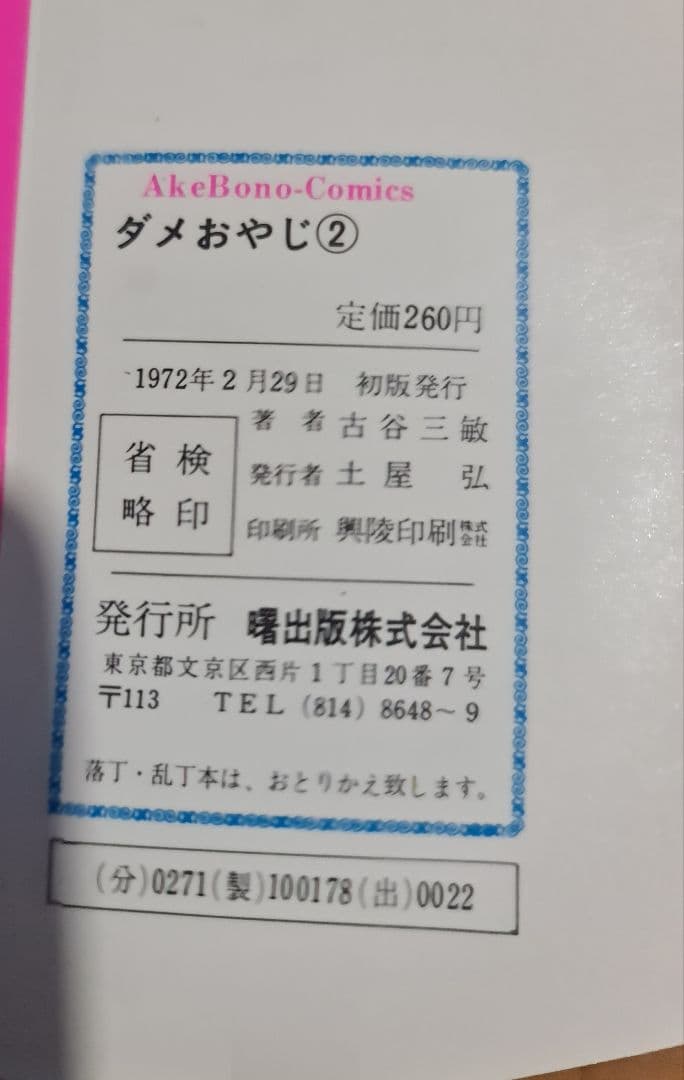 AkeBono-Comics
ダメおやじ②
定価260円
1972年2月29日 初版発行
検印
省略
著者 古谷三敏
発行者 土屋 弘
印刷所 興陵印刷株式会社
発行所 曙出版株式会社
東京都文京区西片1丁目20番7号
〒113 TEL (814) 8648〜9
落丁・乱丁本は、おとりかえ致します。
(分)0271(製)100178(出)0022